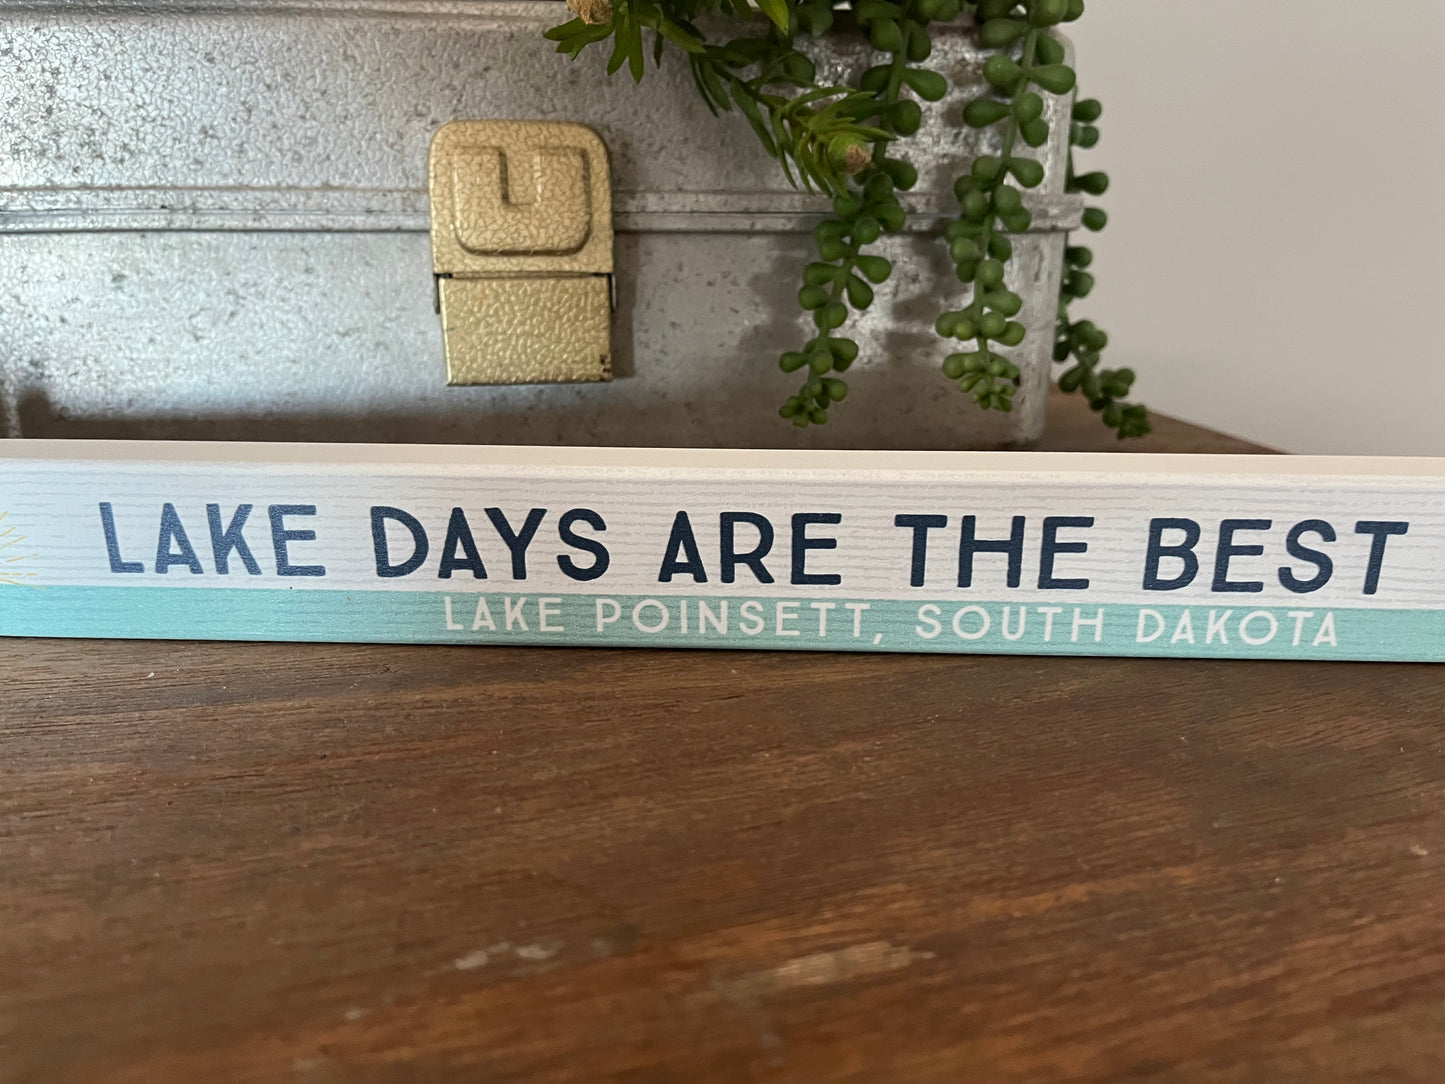 LAKE DAYS ARE THE BEST
LAKE POINSETT, SOUTH DAKOTA